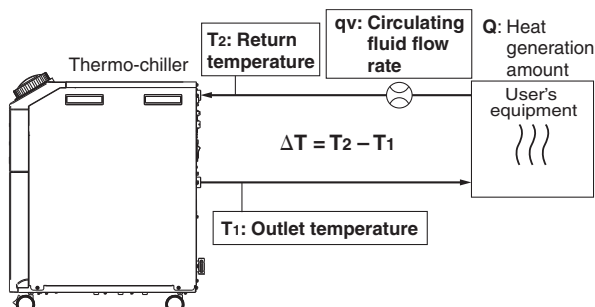 Thermo-chiller
T2: Return
temperature
qv: Circulating
fluid flow
rate
Q: Heat
generation
amount
User's
equipment
ΔT = T2 – T1
T1: Outlet temperature